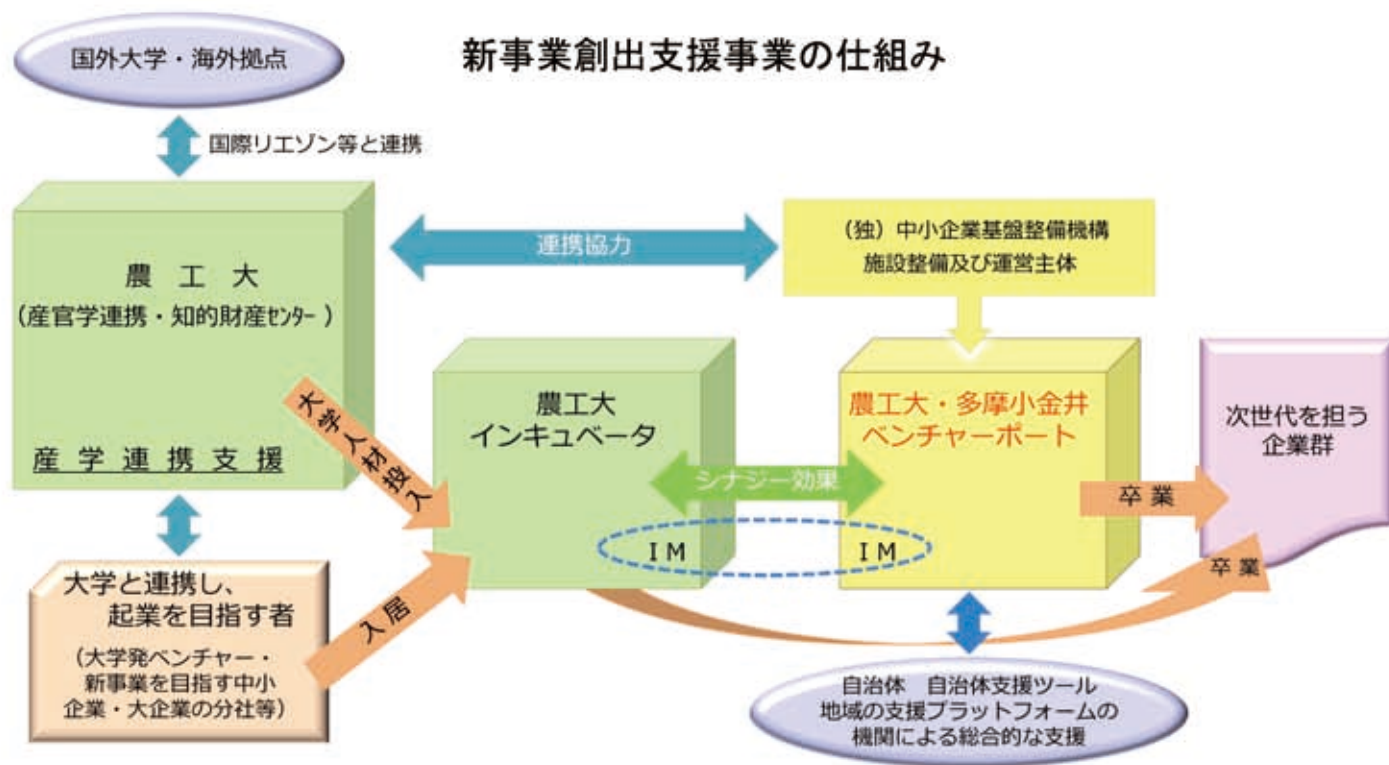 新事業創出支援事業の仕組み
国外大学・海外拠点
国際リエゾン等と連携
農 工 大
(産官学連携・知的財産ｾﾝﾀｰ )
産 学 連 携 支 援
連携協力
(独)中小企業基盤整備機構
施設整備及び運営主体
大学人材投入
農工大
インキュベータ
農工大・多摩小金井
ベンチャーポート
次世代を担う
企業群
シナジー効果
卒 業
I M
I M
卒 業
大学と連携し、
起業を目指す者
(大学発ベンチャー・
新事業を目指す中小
企業・大企業の分社等)
入 居
自治体 自治体支援ツール
地域の支援プラットフォームの
機関による総合的な支援